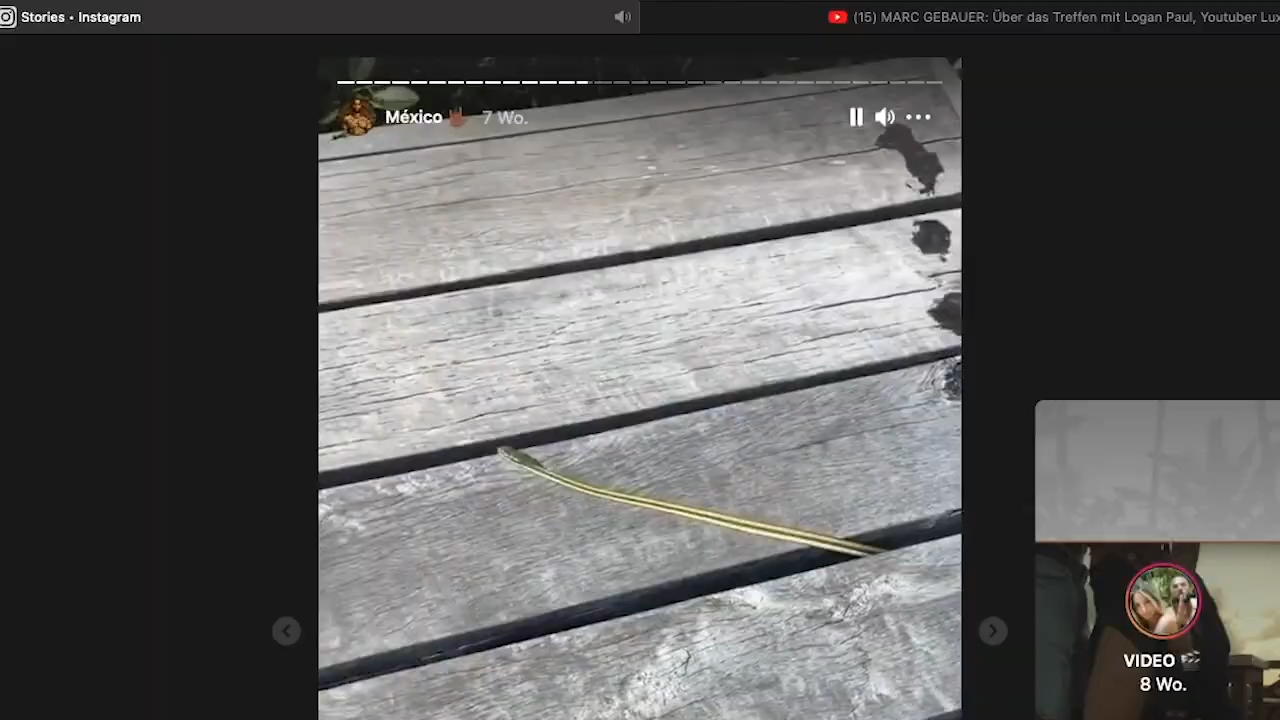 Stories • Instagram
(15) MARC GEBAUER: Über das Treffen mit Logan Paul, Youtuber Lux
México 7 Wo.
VIDEO
8 Wo.